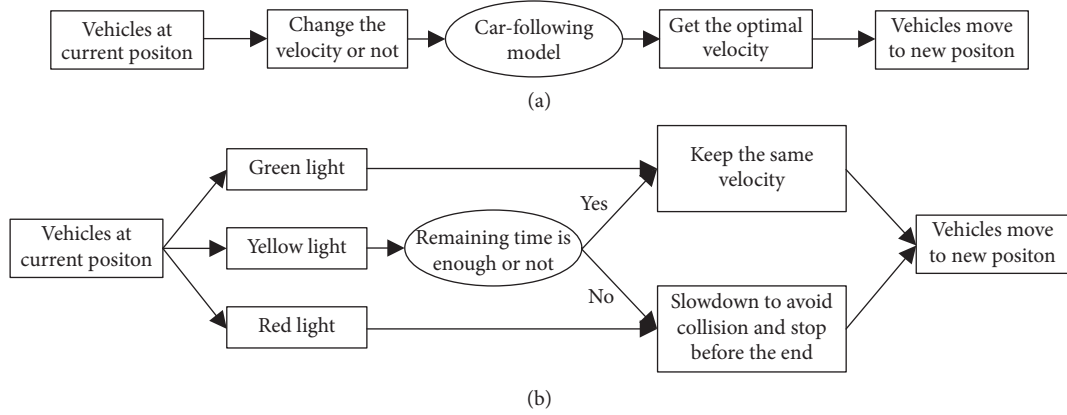 Vehicles at
current positon
Change the
velocity or not
Car-following
model
Get the optimal
velocity
Vehicles move
to new positon
(a)
Green light
Keep the same
velocity
Yes
Vehicles at
current positon
Yellow light
Remaining time is
enough or not
Vehicles move
to new positon
No
Red light
Slowdown to avoid
collision and stop
before the end
(b)